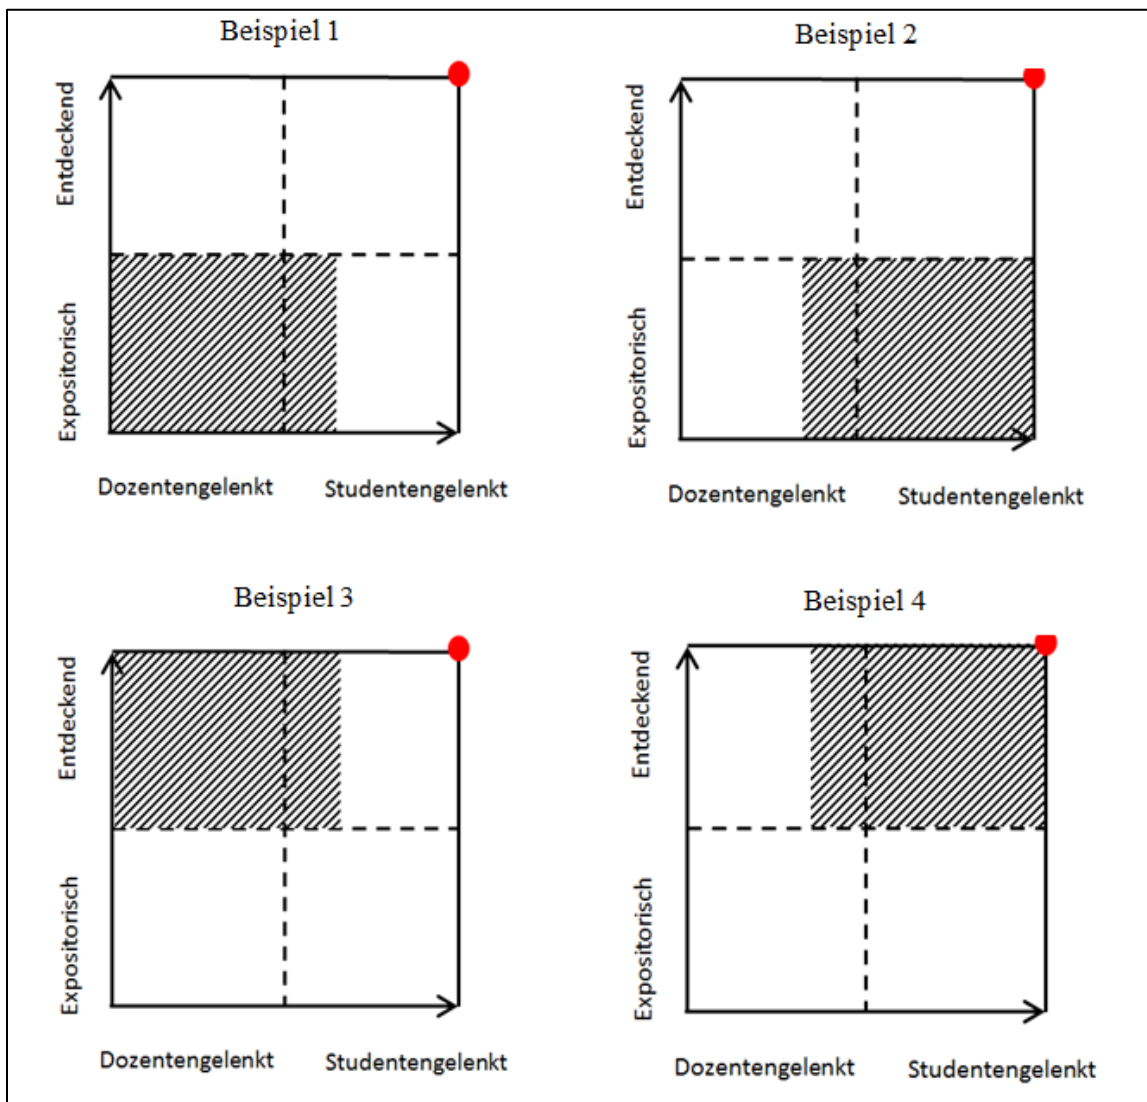 Beispiel 1
Entdeckend
Expositorisch
Dozentengelenkt
Studentengelenkt
Beispiel 2
Entdeckend
Expositorisch
Dozentengelenkt
Studentengelenkt
Beispiel 3
Entdeckend
Expositorisch
Dozentengelenkt
Studentengelenkt
Beispiel 4
Entdeckend
Expositorisch
Dozentengelenkt
Studentengelenkt